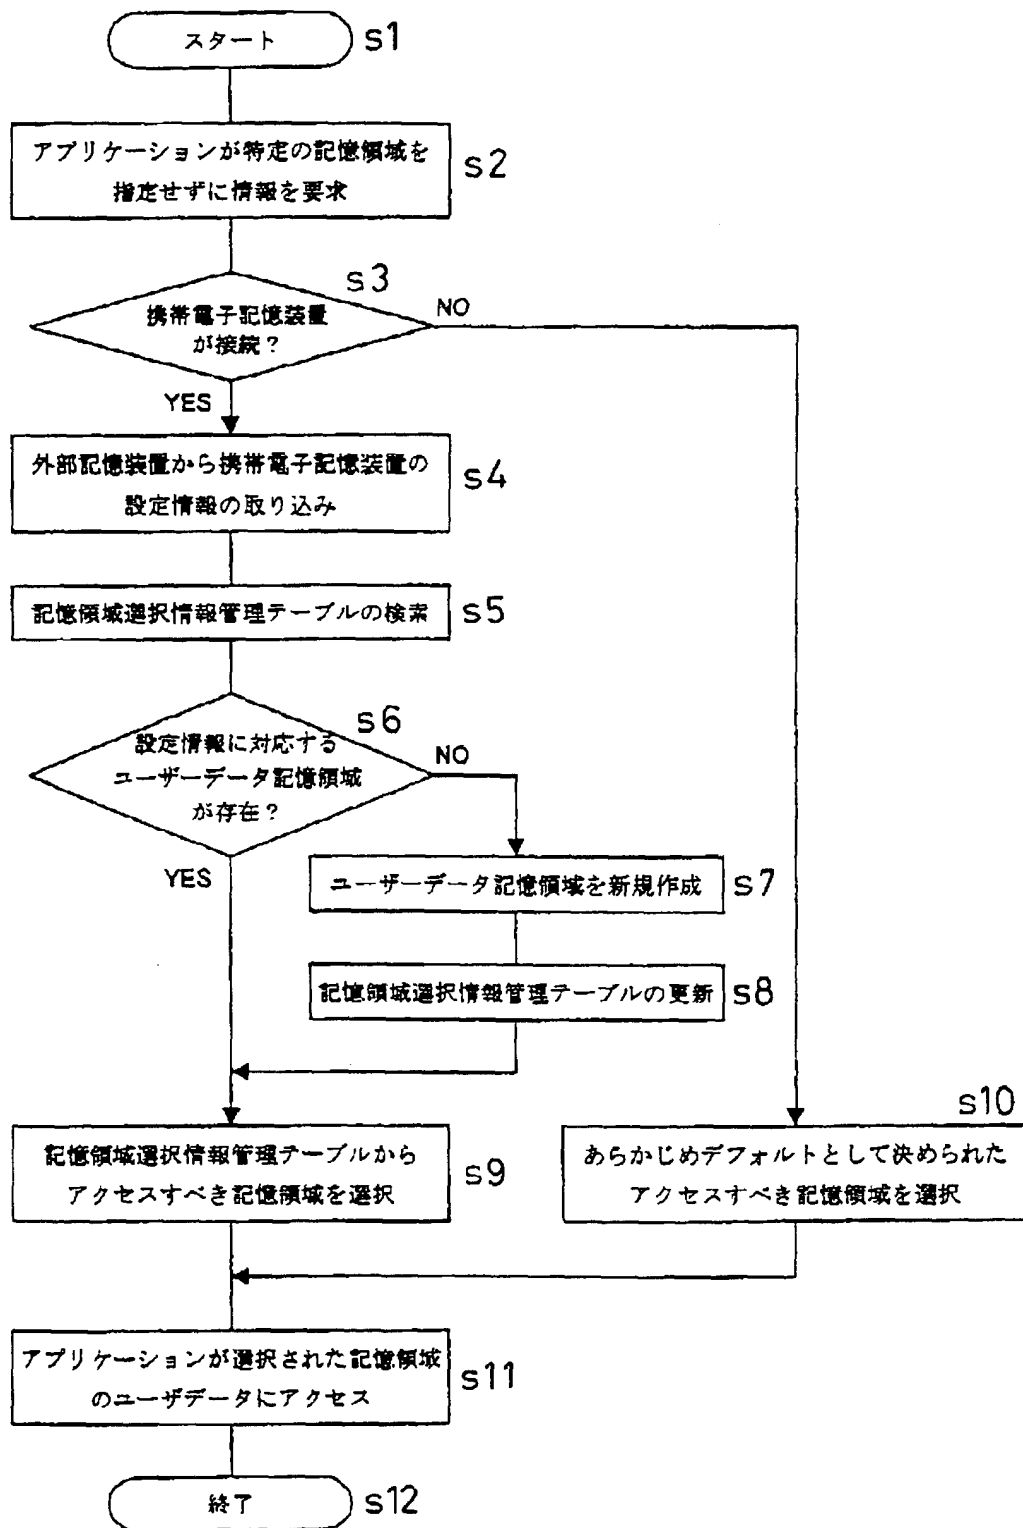 スタート
s1
アプリケーションが特定の記憶領域を
指定せずに情報を要求
s2
s3
携帯電子記憶装置
が接続?
NO
YES
外部記憶装置から携帯電子記憶装置の
設定情報の取り込み
s4
記憶領域選択情報管理テーブルの検索
s5
s6
設定情報に対応する
ユーザーデータ記憶領域
が存在?
NO
YES
ユーザーデータ記憶領域を新規作成
s7
記憶領域選択情報管理テーブルの更新
s8
記憶領域選択情報管理テーブルから
アクセスすべき記憶領域を選択
s9
s10
あらかじめデフォルトとして決められた
アクセスすべき記憶領域を選択
アプリケーションが選択された記憶領域
のユーザデータにアクセス
s11
終了
s12